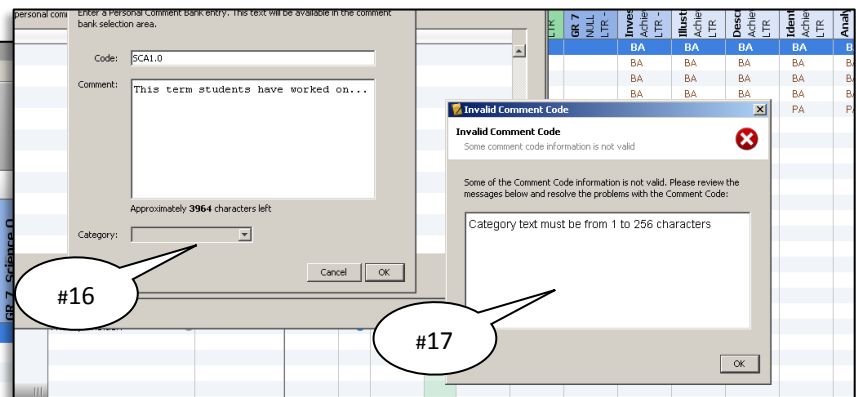 personal comm
Enter a Personal Comment Bank entry. This text will be available in the comment
bank selection area.
Code: SCA1.0
Comment: This term students have worked on...
Approximately 3964 characters left
Category:
Cancel OK
#16
GR 7 Science
LTR
GR 7
NULL
LTR -
Inves
Achie
LTR -
Illust
Achie
LTR
Descr
Achie
LTR
Ident
Achie
LTR
Analy
BA BA BA BA B
BA BA BA BA BA
BA BA BA BA BA
BA BA BA BA B
PA P
Invalid Comment Code
Invalid Comment Code
Some comment code information is not valid
Some of the Comment Code information is not valid. Please review the
messages below and resolve the problems with the Comment Code:
Category text must be from 1 to 256 characters
#17
OK